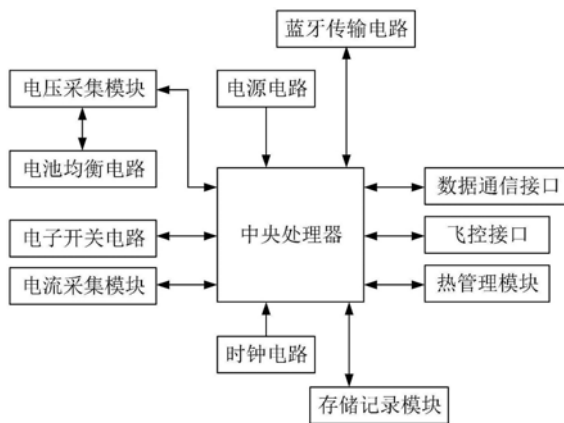 蓝牙传输电路
电压采集模块
电源电路
电池均衡电路
数据通信接口
中央处理器
电子开关电路
飞控接口
电流采集模块
热管理模块
时钟电路
存储记录模块